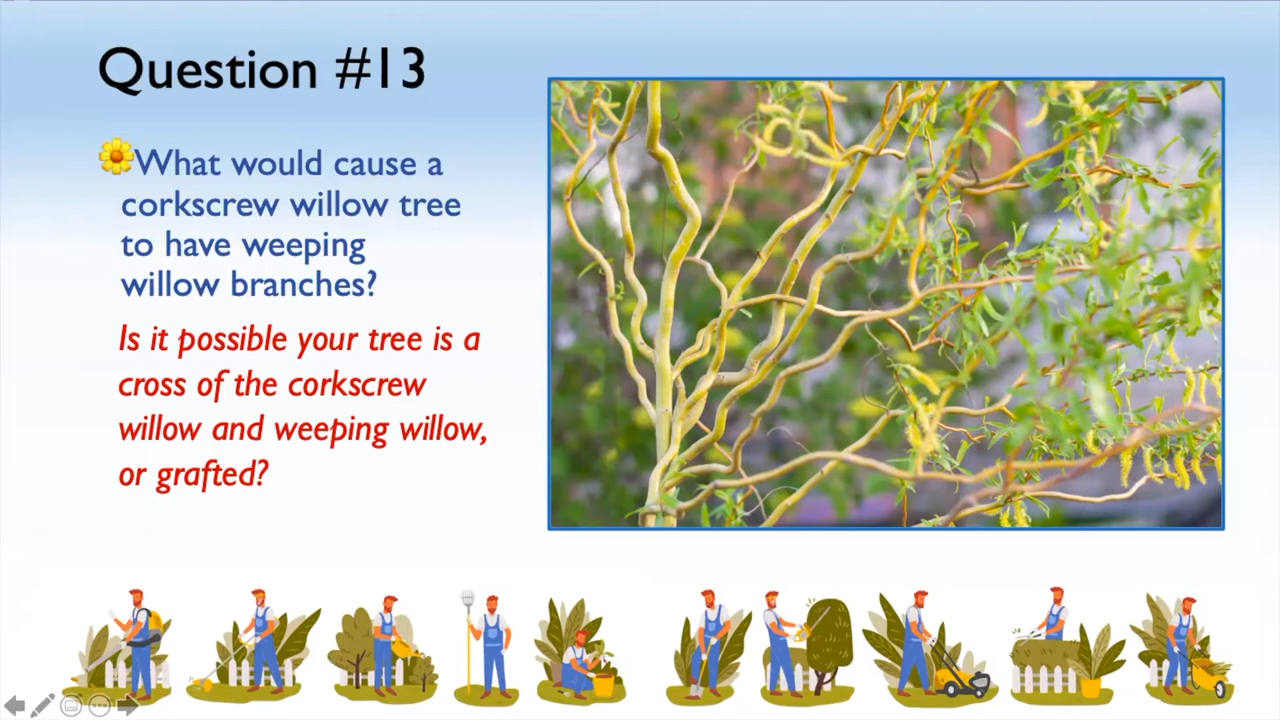 Question #13
What would cause a
corkscrew willow tree
to have weeping
willow branches?
Is it possible your tree is a
cross of the corkscrew
willow and weeping willow,
or grafted?